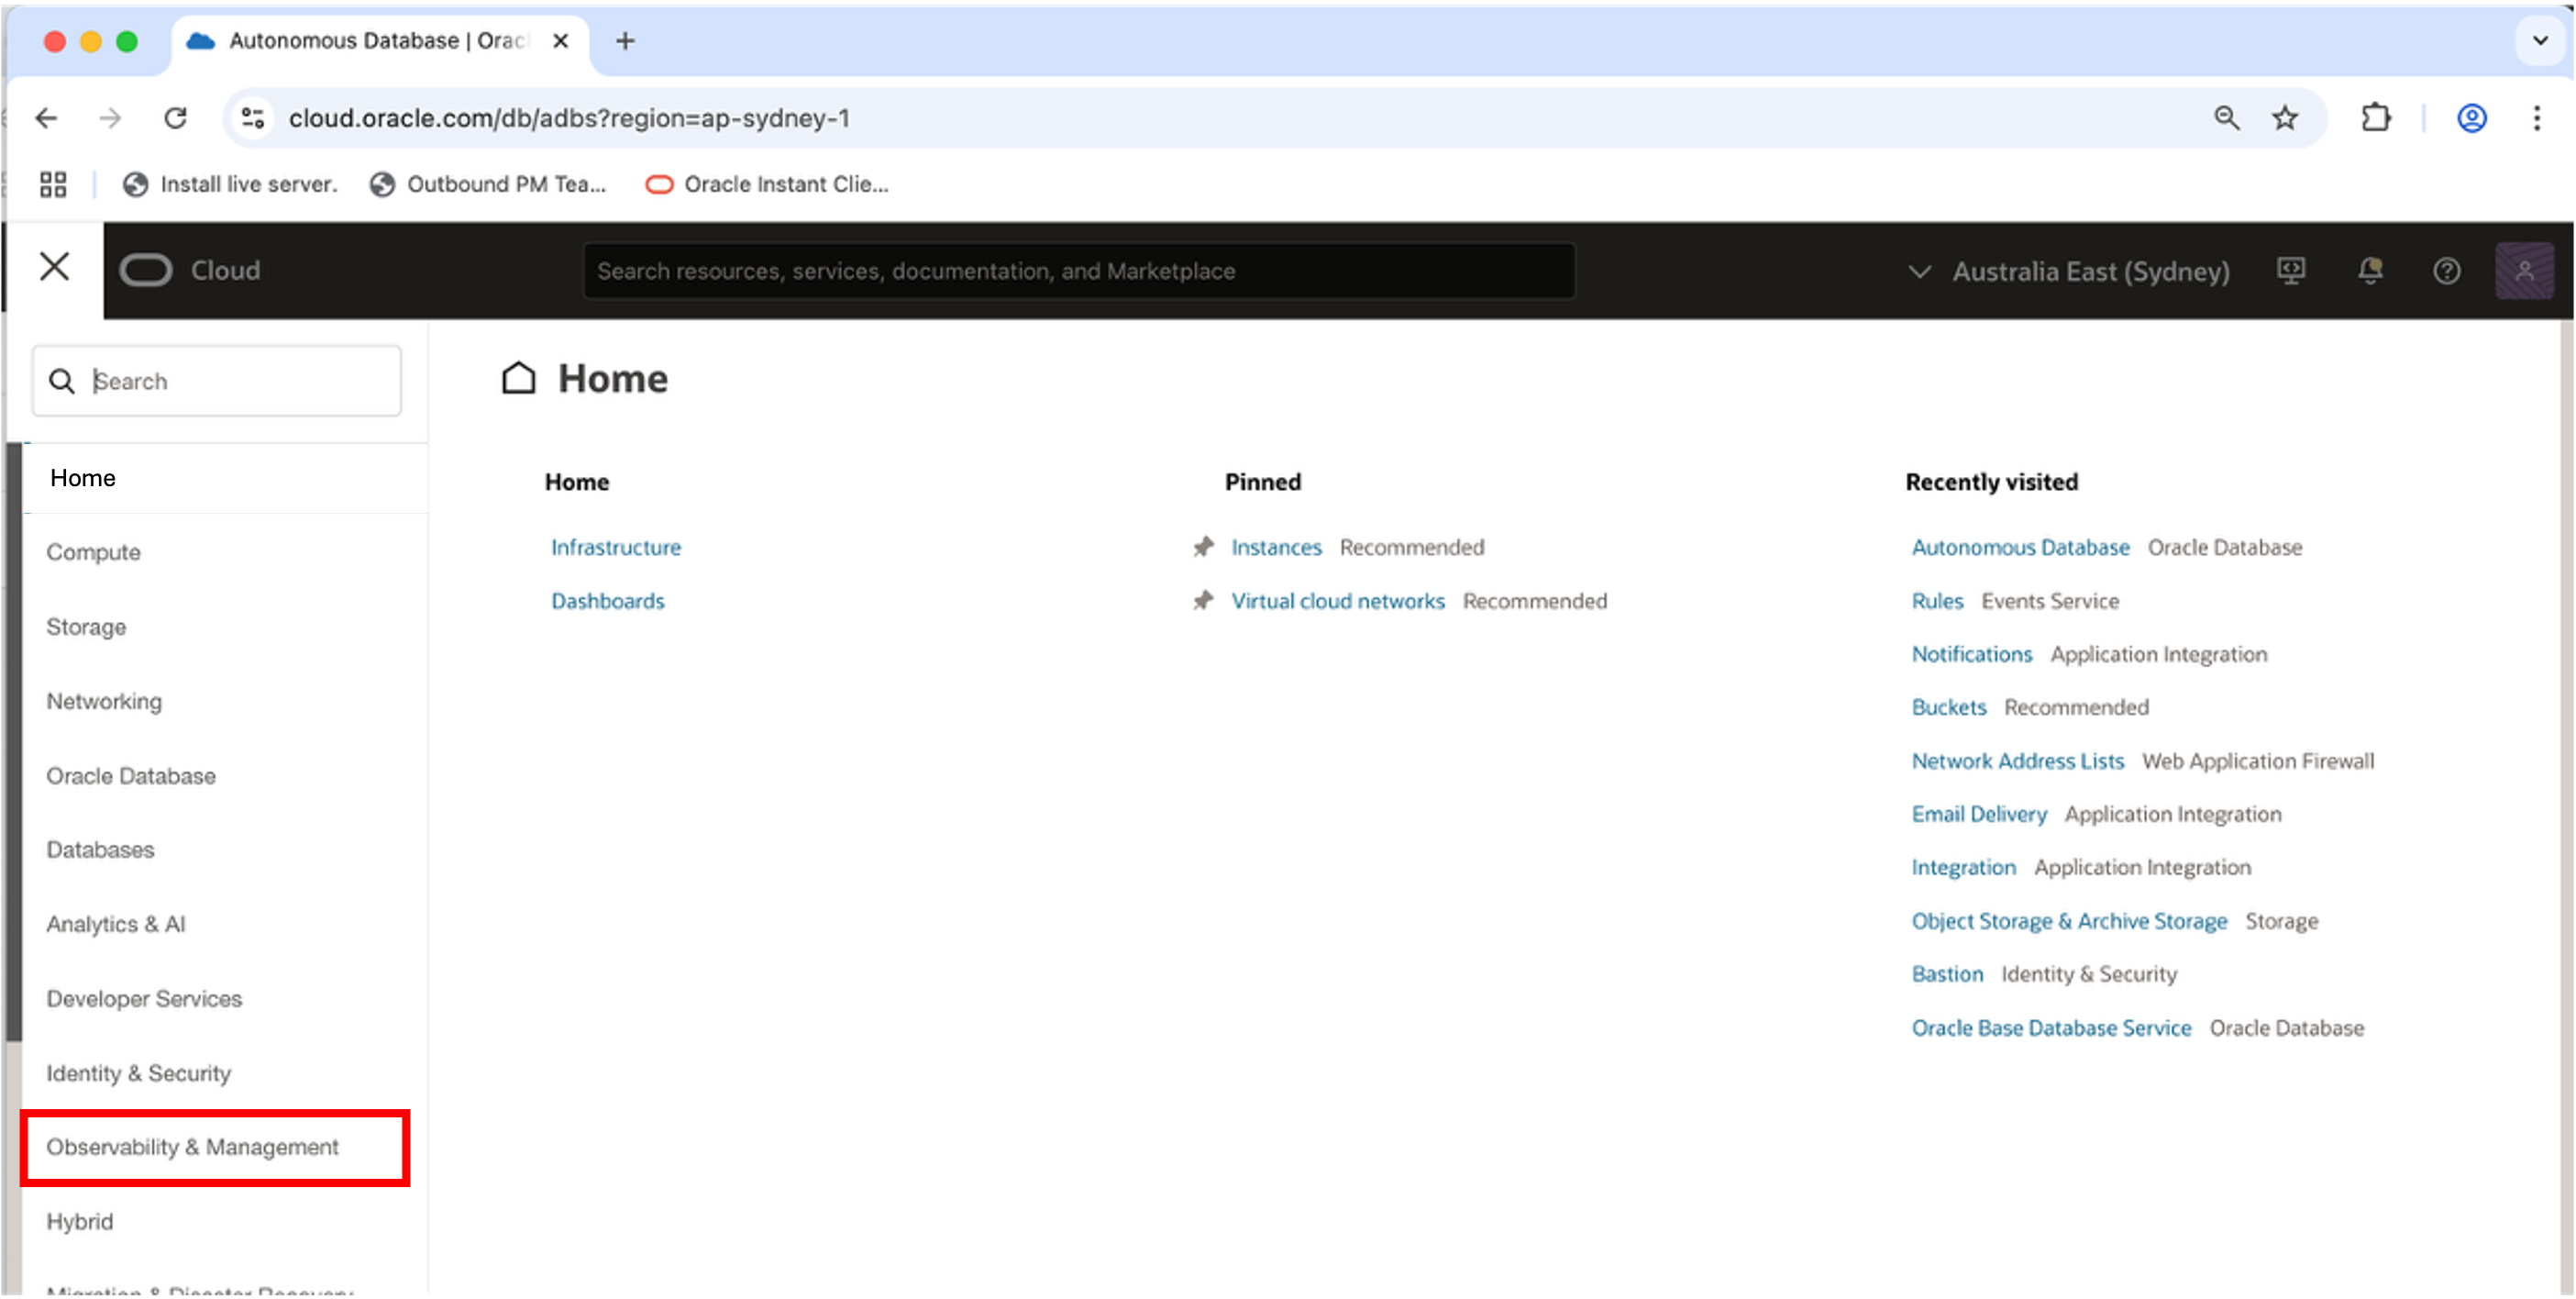 Autonomous Database | Orac
cloud.oracle.com/db/adbs?region=ap-sydney-1
Install live server.
Outbound PM Tea...
Oracle Instant Clie...
Cloud
Search resources, services, documentation, and Marketplace
Australia East (Sydney)
Search
Home
Compute
Storage
Networking
Oracle Database
Databases
Analytics & AI
Developer Services
Identity & Security
Observability & Management
Hybrid
Migration & Disaster Recovery
Home
Home
Infrastructure
Dashboards
Pinned
Instances Recommended
Virtual cloud networks Recommended
Recently visited
Autonomous Database Oracle Database
Rules Events Service
Notifications Application Integration
Buckets Recommended
Network Address Lists Web Application Firewall
Email Delivery Application Integration
Integration Application Integration
Object Storage & Archive Storage Storage
Bastion Identity & Security
Oracle Base Database Service Oracle Database